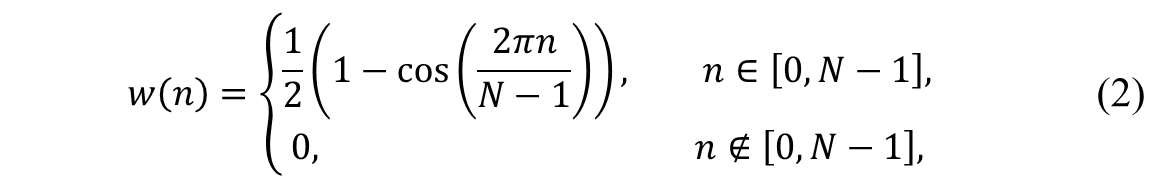 w(n) = { 1/2 ( 1 − cos ( 2πn / N − 1 ) ) , n ∈ [0, N − 1],
0, n ∉ [0, N − 1],
(2)